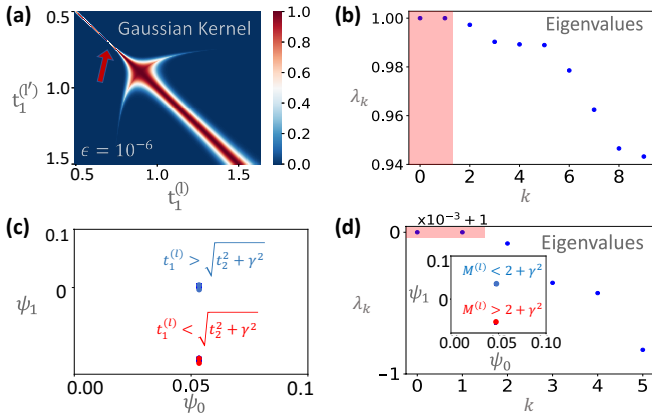 (a)
Gaussian Kernel
0.5
1.0
1.5
t₁^(l′)
ϵ = 10⁻⁶
0.5 1.0 1.5
t₁^(l)
1.0
0.8
0.6
0.4
0.2
0.0
(b)
Eigenvalues
1.00
0.98
0.96
0.94
λₖ
0 2 4 6 8
k
(c)
0.1
0
ψ₁
t₁^(l) > √(t₂² + γ²)
t₁^(l) < √(t₂² + γ²)
0.00 0.05 0.1
ψ₀
(d)
x10⁻³ + 1
Eigenvalues
0
−1
λₖ
0.1
0
ψ₁
M^(l) < 2 + γ²
M^(l) > 2 + γ²
0.00 0.05 0.10
ψ₀
0 1 2 3 4 5
k